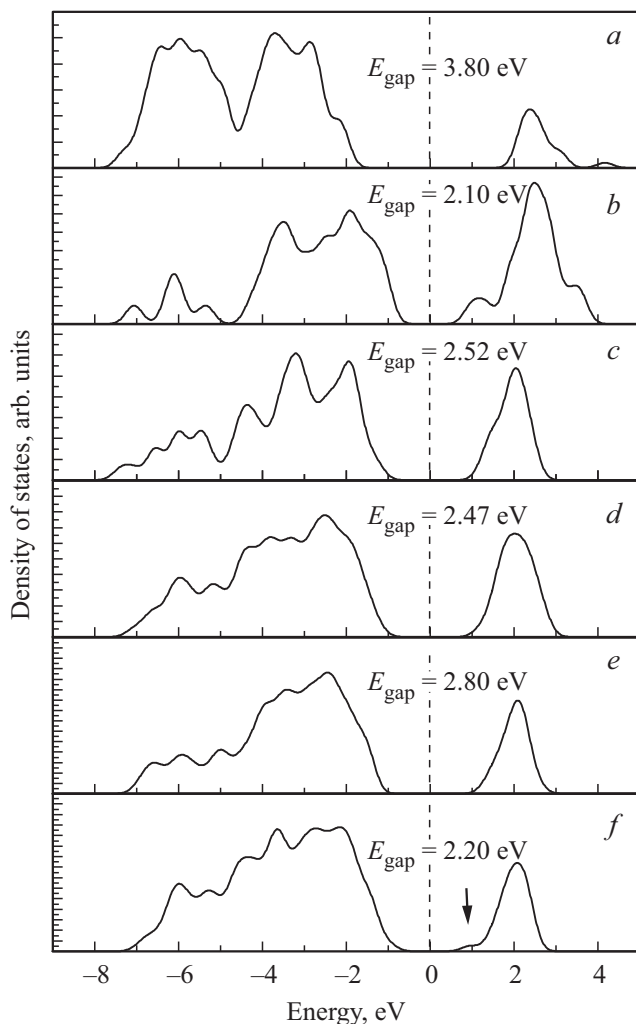 a
E_gap = 3.80 eV
b
E_gap = 2.10 eV
c
E_gap = 2.52 eV
d
E_gap = 2.47 eV
e
E_gap = 2.80 eV
f
E_gap = 2.20 eV
Density of states, arb. units
−8 −6 −4 −2 0 2 4
Energy, eV